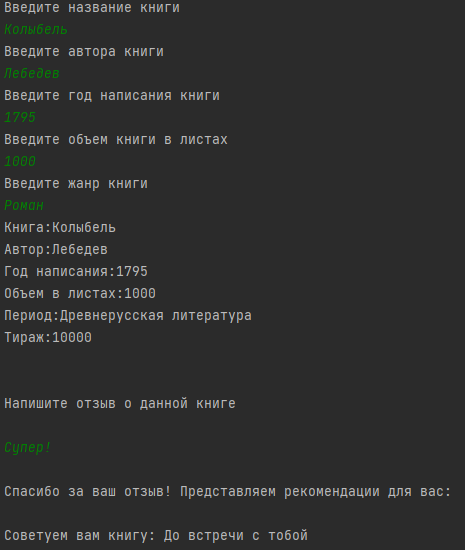 Введите название книги
Колыбель
Введите автора книги
Лебедев
Введите год написания книги
1795
Введите объем книги в листах
1000
Введите жанр книги
Роман
Книга:Колыбель
Автор:Лебедев
Год написания:1795
Объем в листах:1000
Период:Древнерусская литература
Тираж:10000
Напишите отзыв о данной книге
Супер!
Спасибо за ваш отзыв! Представляем рекомендации для вас:
Советуем вам книгу: До встречи с тобой